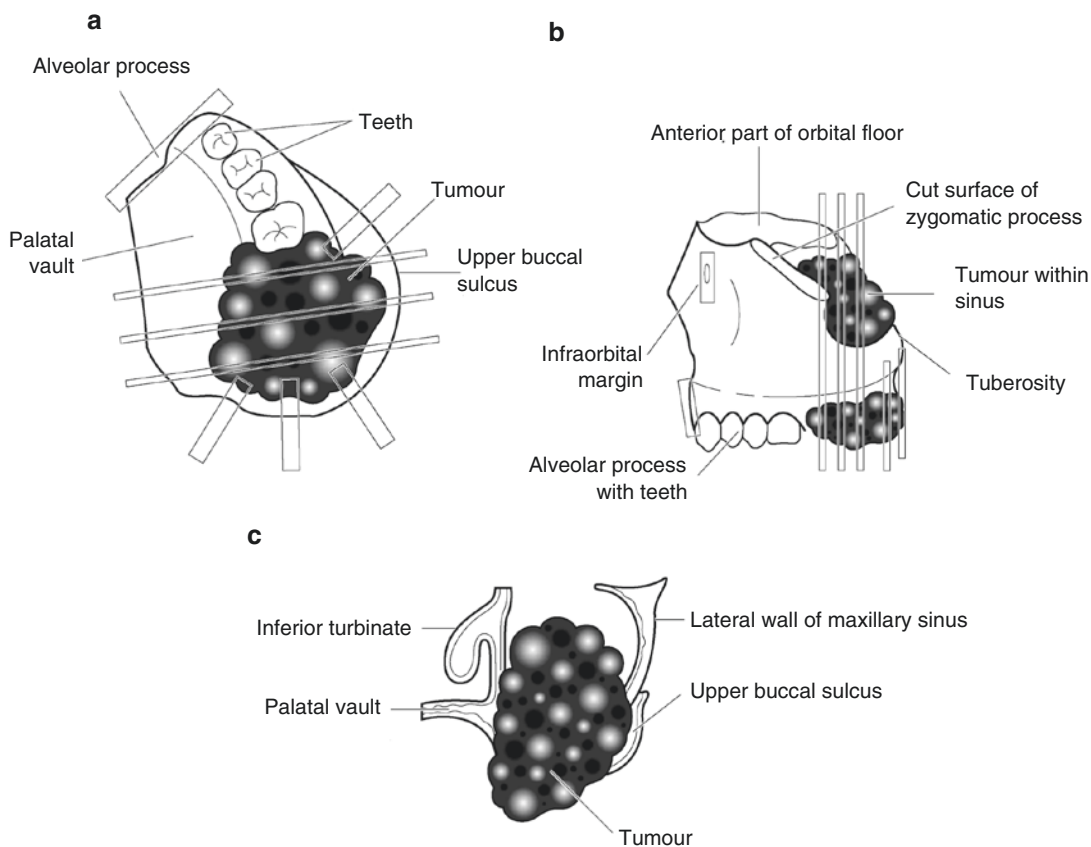 a
Alveolar process
Teeth
Tumour
Palatal
vault
Upper buccal
sulcus
b
Anterior part of orbital floor
Cut surface of
zygomatic process
Tumour within
sinus
Infraorbital
margin
Tuberosity
Alveolar process
with teeth
c
Inferior turbinate
Lateral wall of maxillary sinus
Palatal vault
Upper buccal sulcus
Tumour